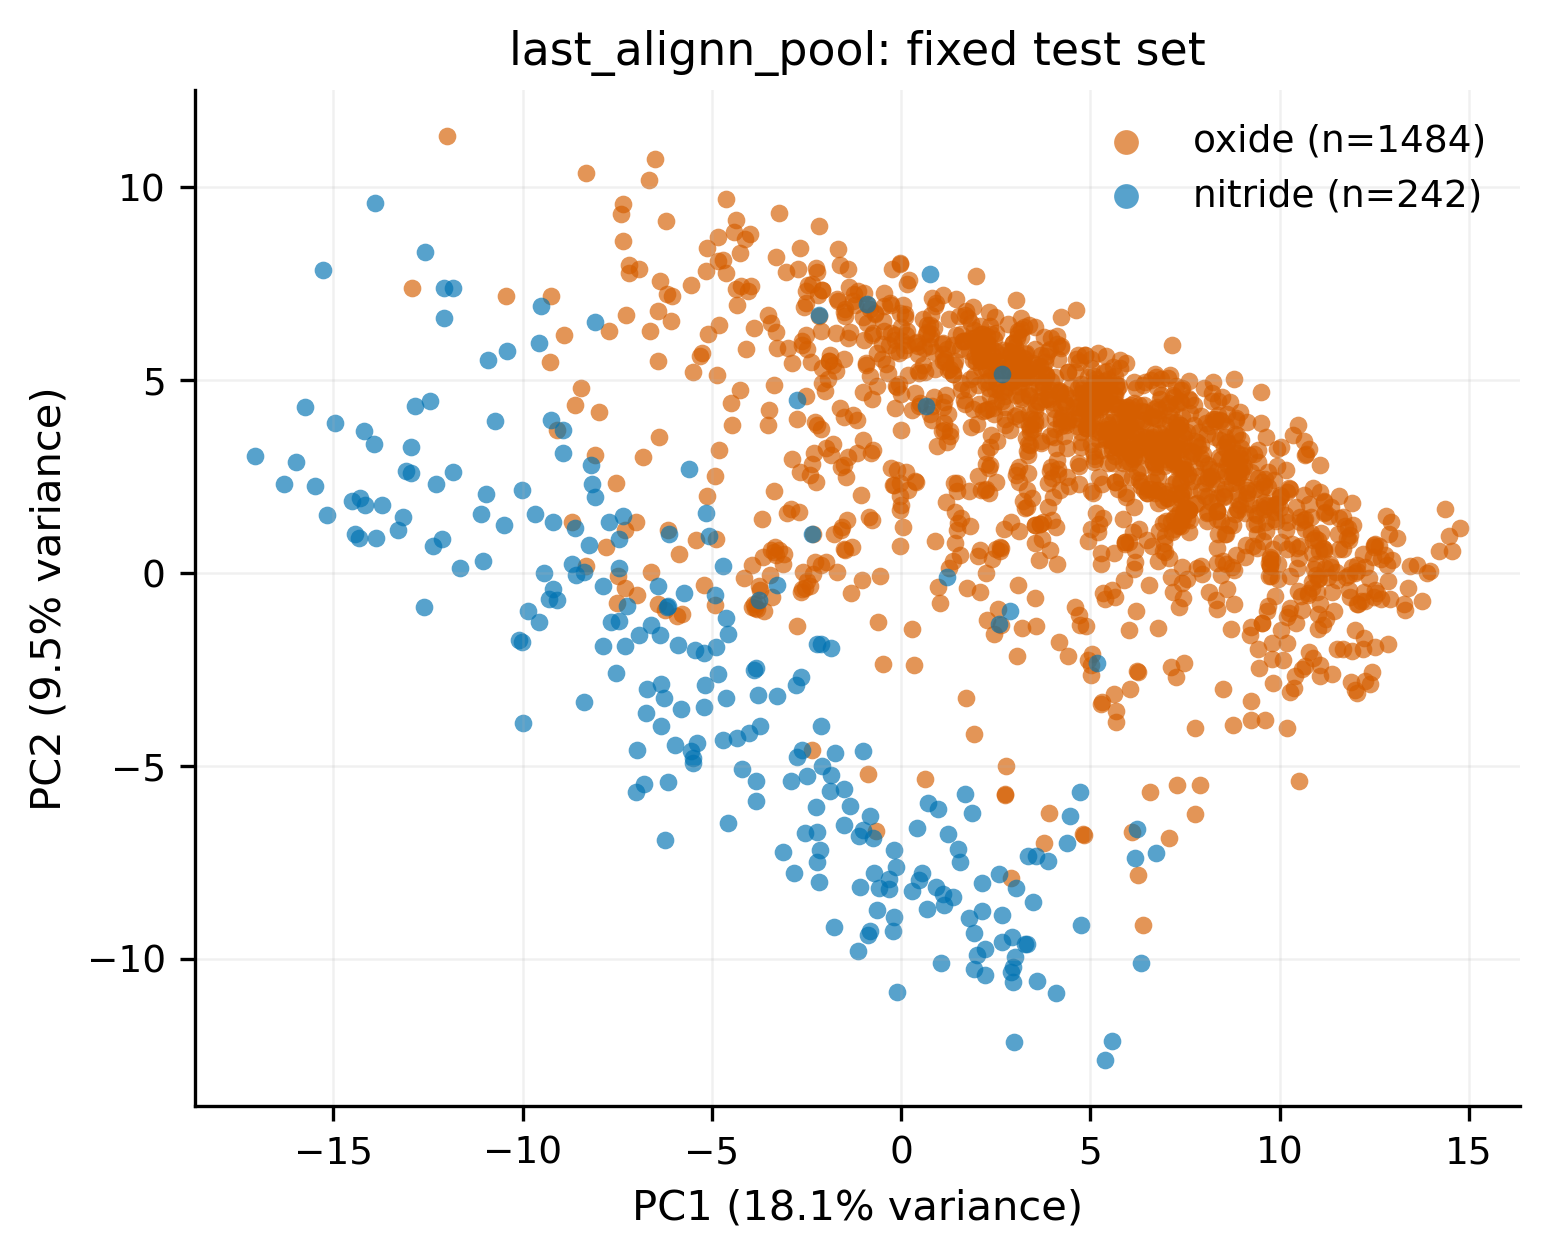 last_alignn_pool: fixed test set
oxide (n=1484)
nitride (n=242)
10
5
0
−5
−10
PC2 (9.5% variance)
−15
−10
−5
0
5
10
15
PC1 (18.1% variance)